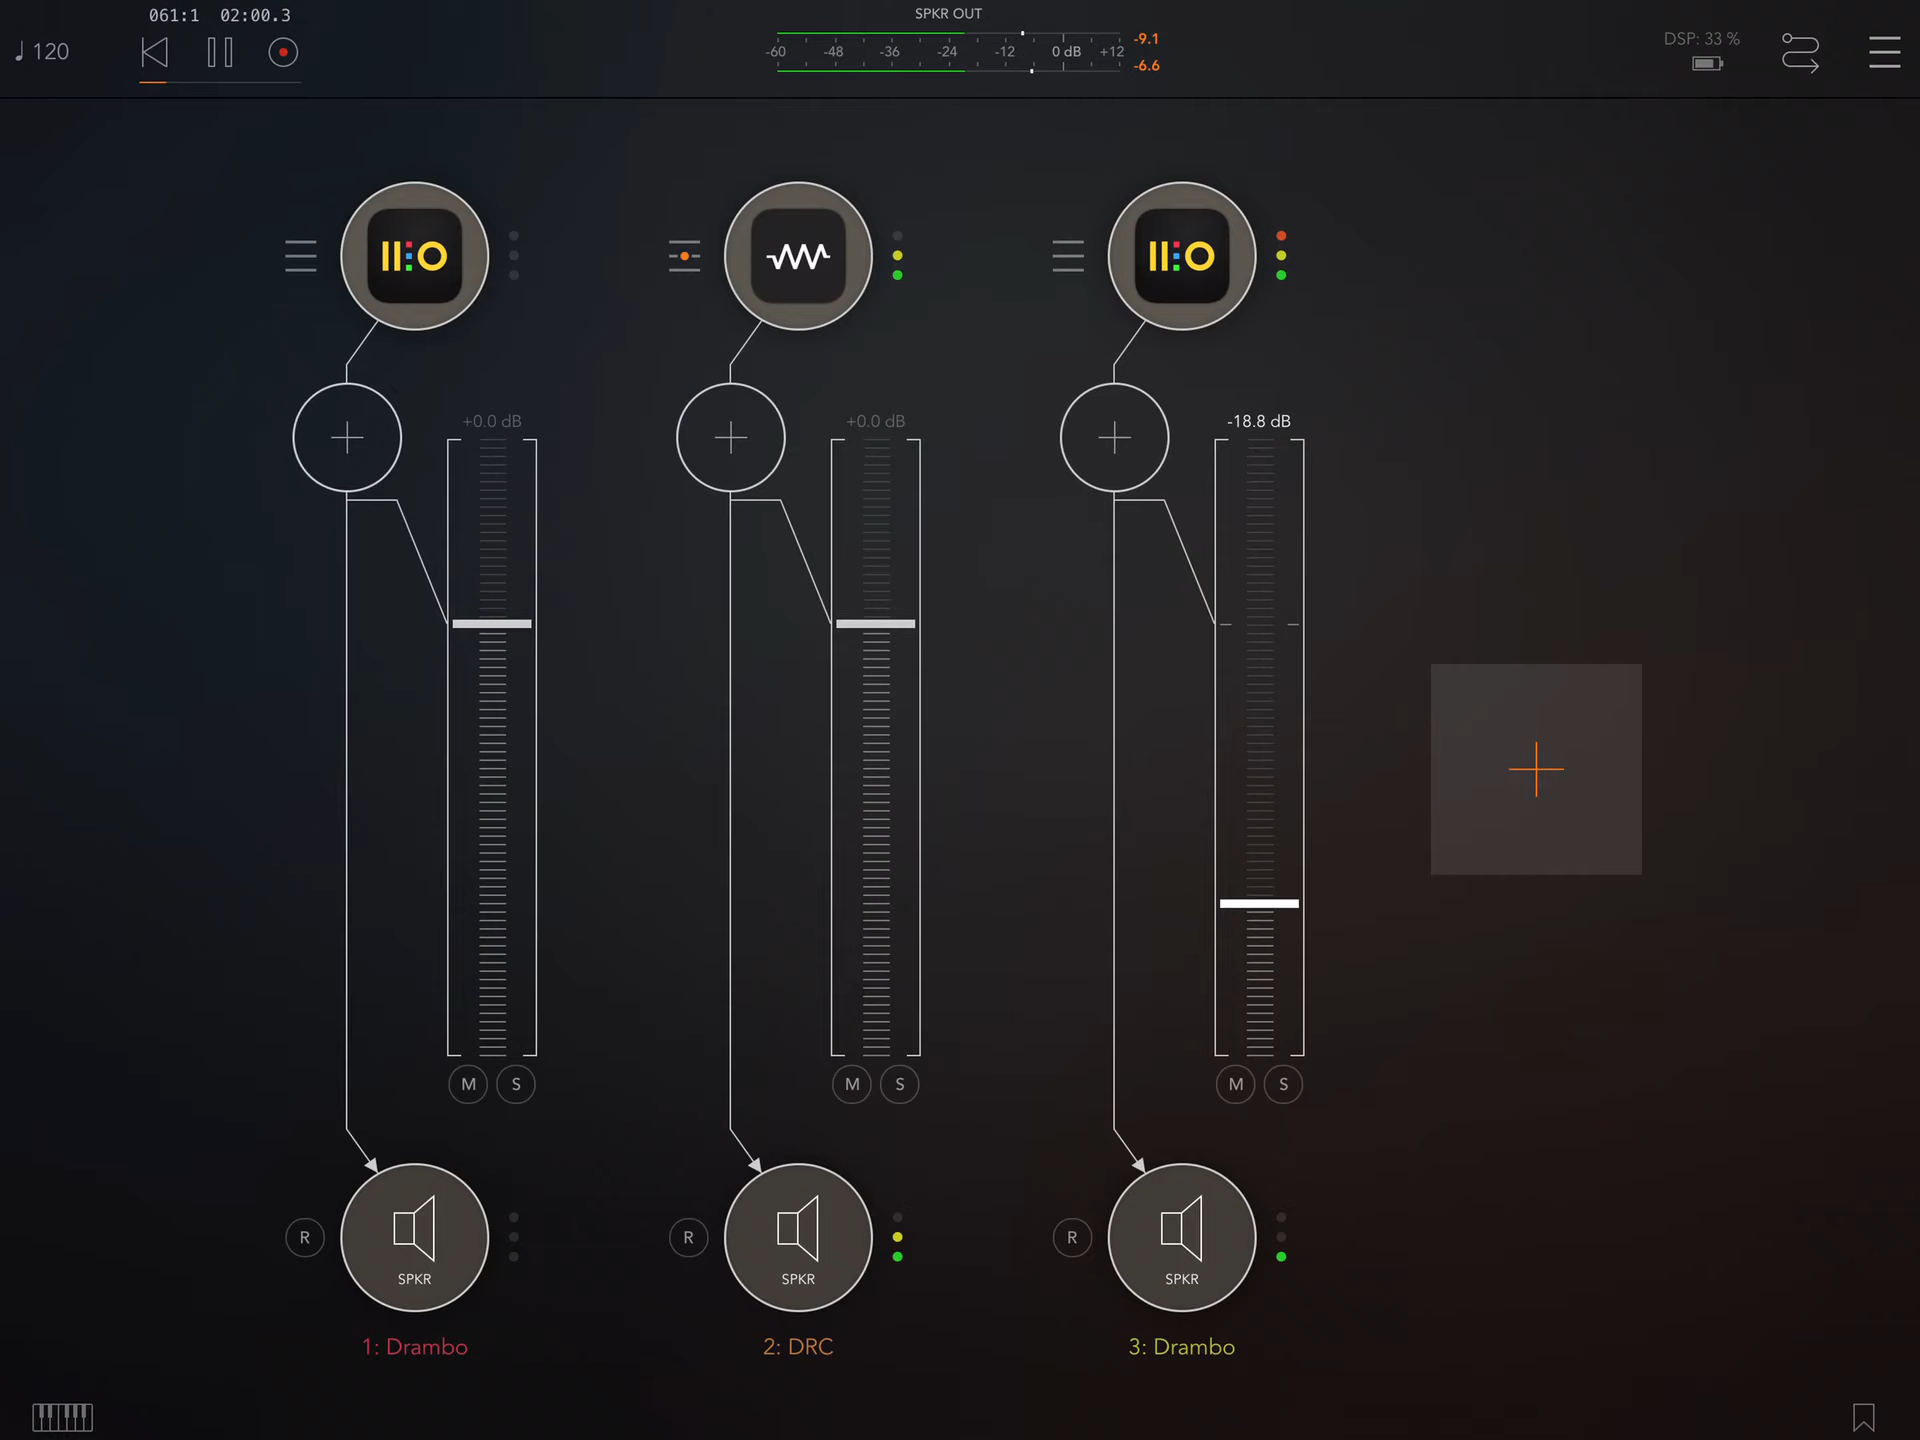 061:1 02:00.3
♩ 120
SPKR OUT
-60 -48 -36 -24 -12 0 dB +12
-9.1
-6.6
DSP: 33 %
+0.0 dB
+0.0 dB
-18.8 dB
M S
M S
M S
R
SPKR
R
SPKR
R
SPKR
1: Drambo
2: DRC
3: Drambo